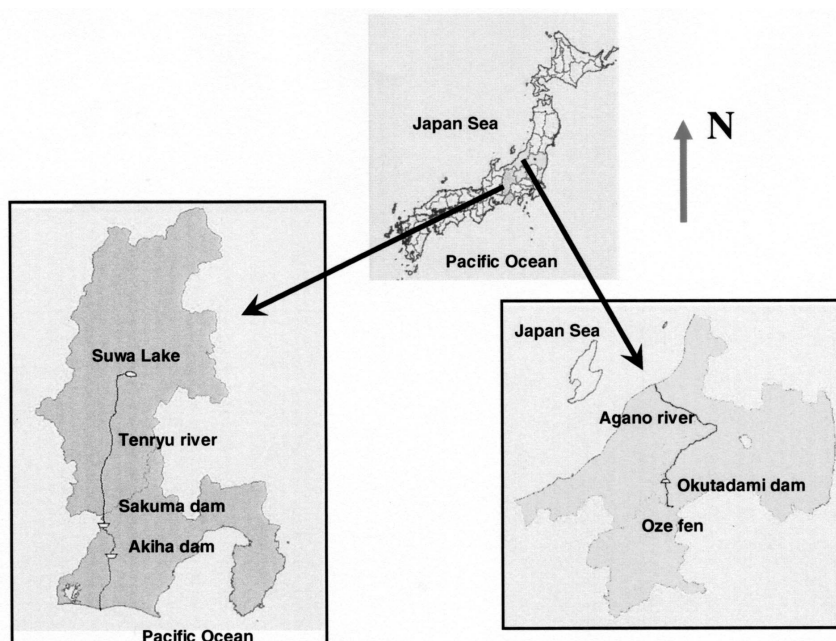 Japan Sea
N
Pacific Ocean
Suwa Lake
Tenryu river
Sakuma dam
Akiha dam
Pacific Ocean
Japan Sea
Agano river
Okutadami dam
Oze fen